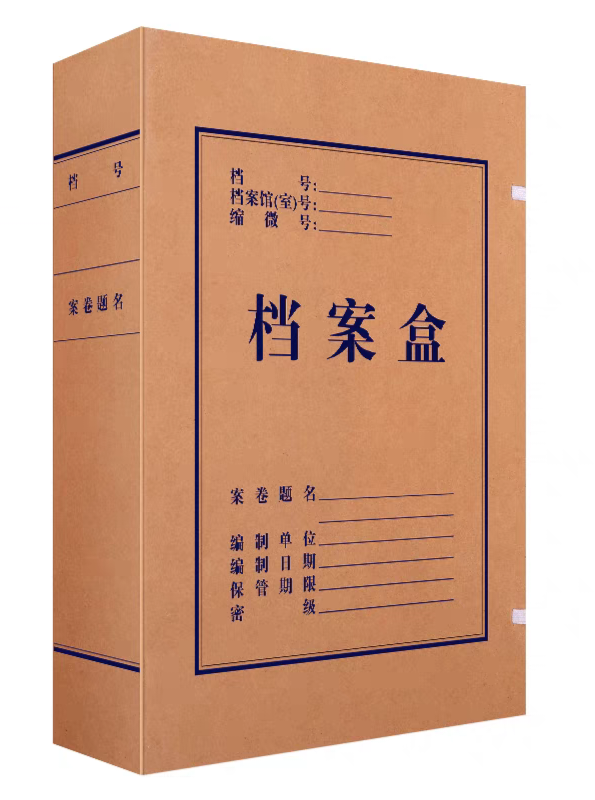 档 号
案卷题名
档 号:
档案馆(室)号:
缩 微 号:
档案盒
案卷题名
编制单位
编制日期
保管期限
密 级